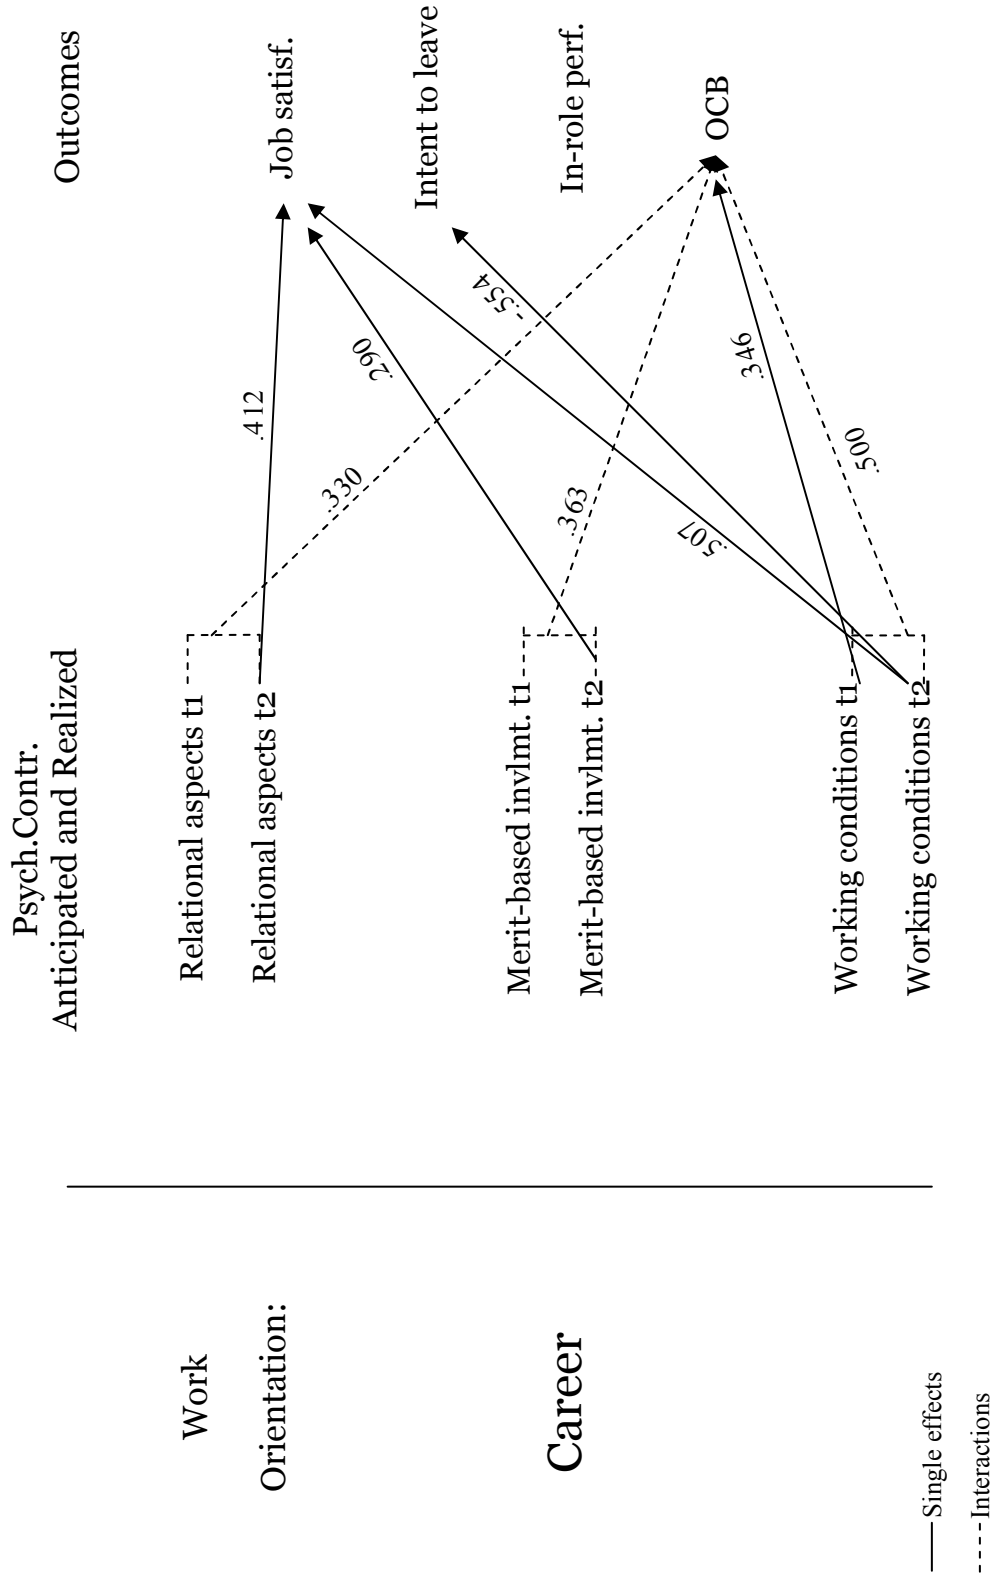 Work
Orientation:
Career
Psych.Contr.
Anticipated and Realized
Outcomes
Relational aspects t1
Relational aspects t2
Merit-based invlmt. t1
Merit-based invlmt. t2
Working conditions t1
Working conditions t2
.412
.330
.290
.363
.507
-.554
.346
.500
Job satisf.
Intent to leave
In-role perf.
OCB
Single effects
Interactions